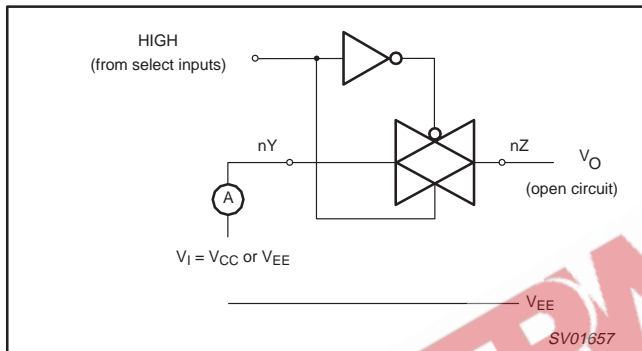 HIGH
(from select inputs)
nY
nZ
VO
(open circuit)
A
VI = VCC or VEE
VEE
SV01657